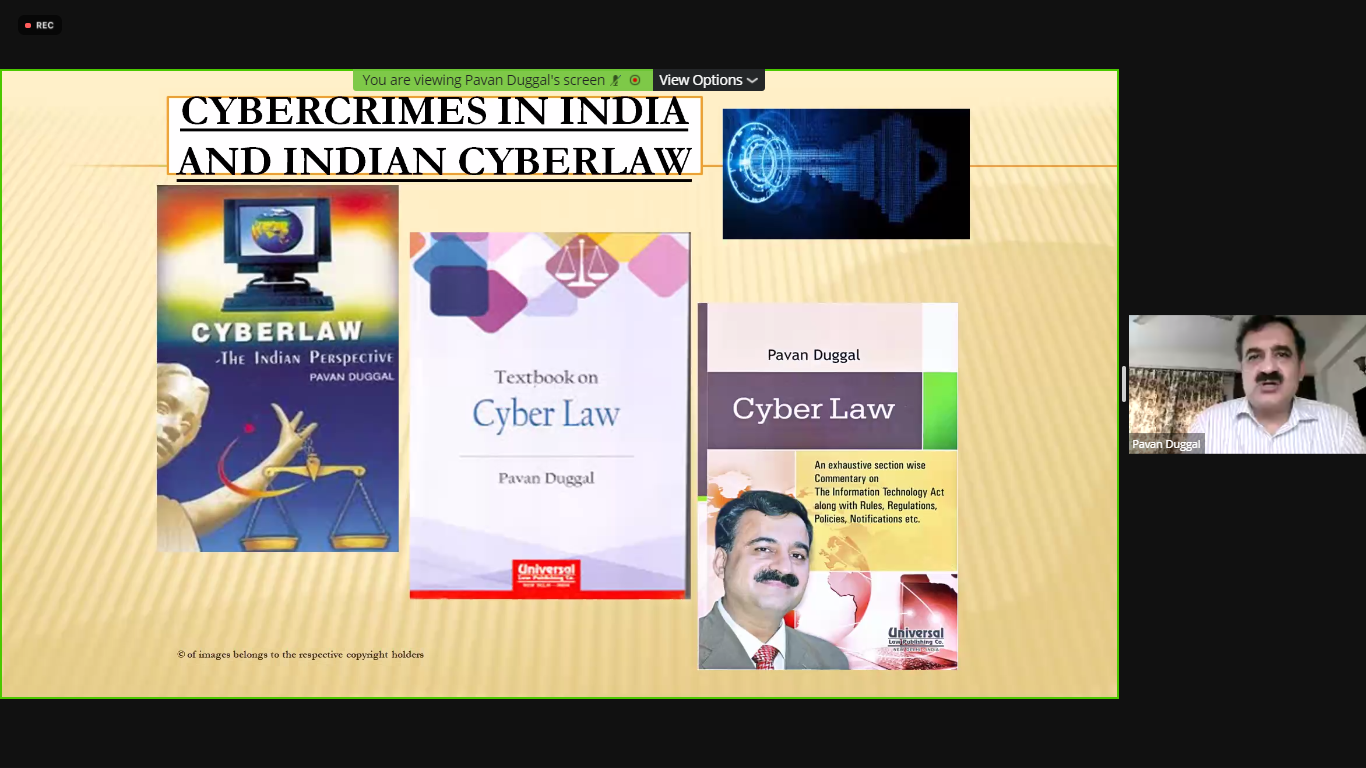 REC
You are viewing Pavan Duggal's screen
View Options
CYBERCRIMES IN INDIA
AND INDIAN CYBERLAW
CYBERLAW
-THE INDIAN PERSPECTIVE
PAVAN DUGGAL
Textbook on
Cyber Law
Pavan Duggal
Universal
Law Publishing Co.
Pavan Duggal
Cyber Law
An exhaustive section wise
Commentary on
The Information Technology Act
along with Rules, Regulations,
Policies, Notifications etc.
Universal
Law Publishing Co.
Pavan Duggal
© of images belongs to the respective copyright holders